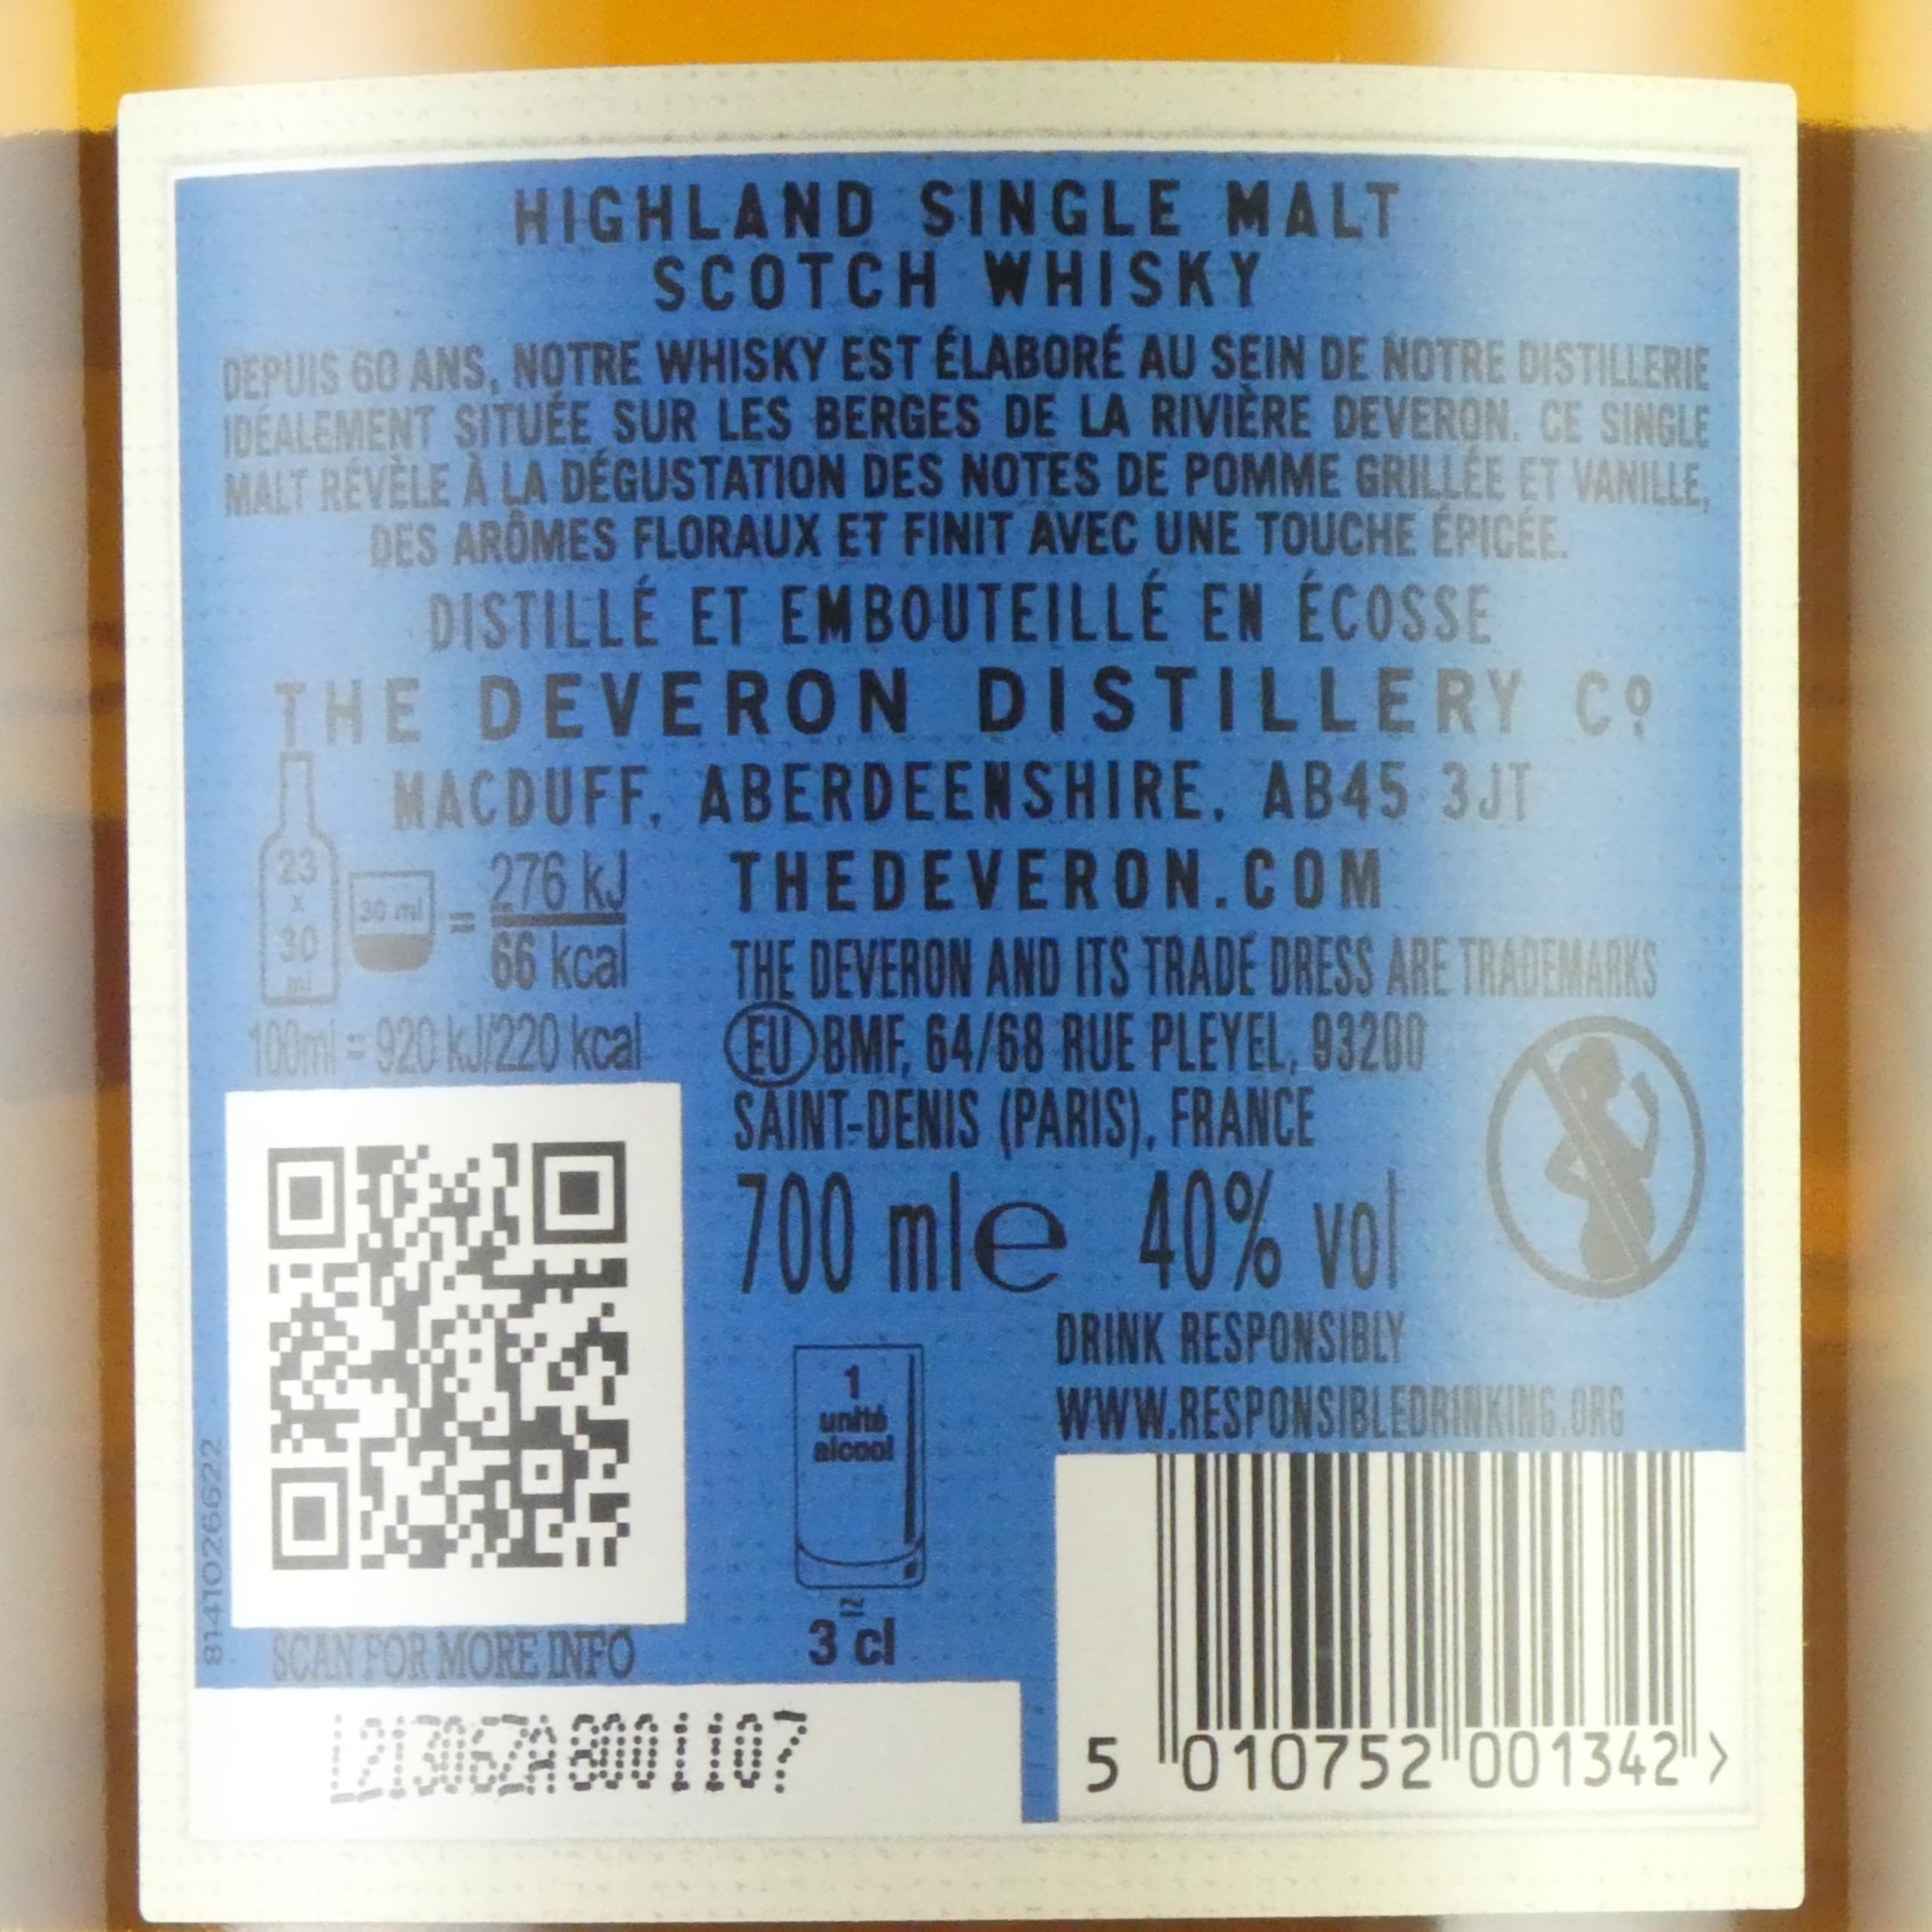 HIGHLAND SINGLE MALT
SCOTCH WHISKY
DEPUIS 60 ANS, NOTRE WHISKY EST ÉLABORÉ AU SEIN DE NOTRE DISTILLERIE
IDÉALEMENT SITUÉE SUR LES BERGES DE LA RIVIÈRE DEVERON. CE SINGLE
MALT RÉVÈLE À LA DÉGUSTATION DES NOTES DE POMME GRILLÉE ET VANILLE,
DES ARÔMES FLORAUX ET FINIT AVEC UNE TOUCHE ÉPICÉE.
DISTILLÉ ET EMBOUTEILLÉ EN ÉCOSSE
THE DEVERON DISTILLERY Cº
MACDUFF, ABERDEENSHIRE, AB45 3JT
23
x
30
ml
30 ml
=
276 kJ
66 kcal
100ml = 920 kJ/220 kcal
THEDEVERON.COM
THE DEVERON AND ITS TRADE DRESS ARE TRADEMARKS
EU BMF, 64/68 RUE PLEYEL, 93200
SAINT-DENIS (PARIS), FRANCE
700 ml e 40% vol
DRINK RESPONSIBLY
WWW.RESPONSIBLEDRINKING.ORG
1
unité
alcool
3 cl
8141026622
SCAN FOR MORE INFO
L21306ZA8001107
5 010752 001342 >